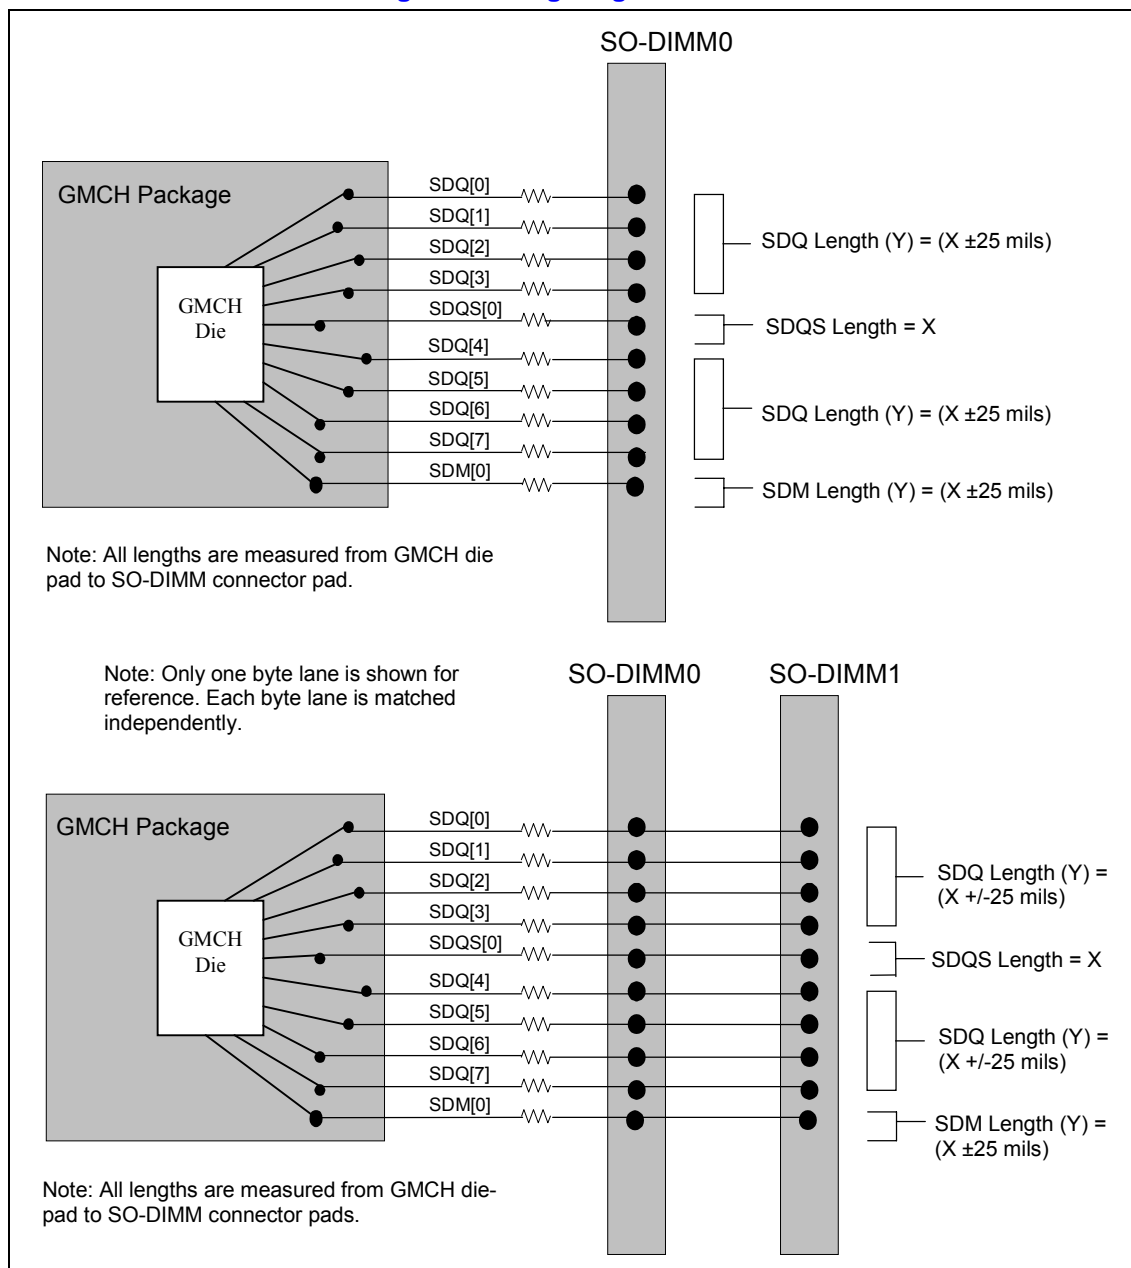 SO-DIMM0
GMCH Package
SDQ[0]
SDQ[1]
SDQ[2]
SDQ[3]
SDQS[0]
SDQ[4]
SDQ[5]
SDQ[6]
SDQ[7]
SDM[0]
GMCH
Die
SDQ Length (Y) = (X ±25 mils)
SDQS Length = X
SDQ Length (Y) = (X ±25 mils)
SDM Length (Y) = (X ±25 mils)
Note: All lengths are measured from GMCH die
pad to SO-DIMM connector pad.
Note: Only one byte lane is shown for
reference. Each byte lane is matched
independently.
SO-DIMM0
SO-DIMM1
GMCH Package
SDQ[0]
SDQ[1]
SDQ[2]
SDQ[3]
SDQS[0]
SDQ[4]
SDQ[5]
SDQ[6]
SDQ[7]
SDM[0]
GMCH
Die
SDQ Length (Y) =
(X +/-25 mils)
SDQS Length = X
SDQ Length (Y) =
(X +/-25 mils)
SDM Length (Y) =
(X ±25 mils)
Note: All lengths are measured from GMCH die-
pad to SO-DIMM connector pads.